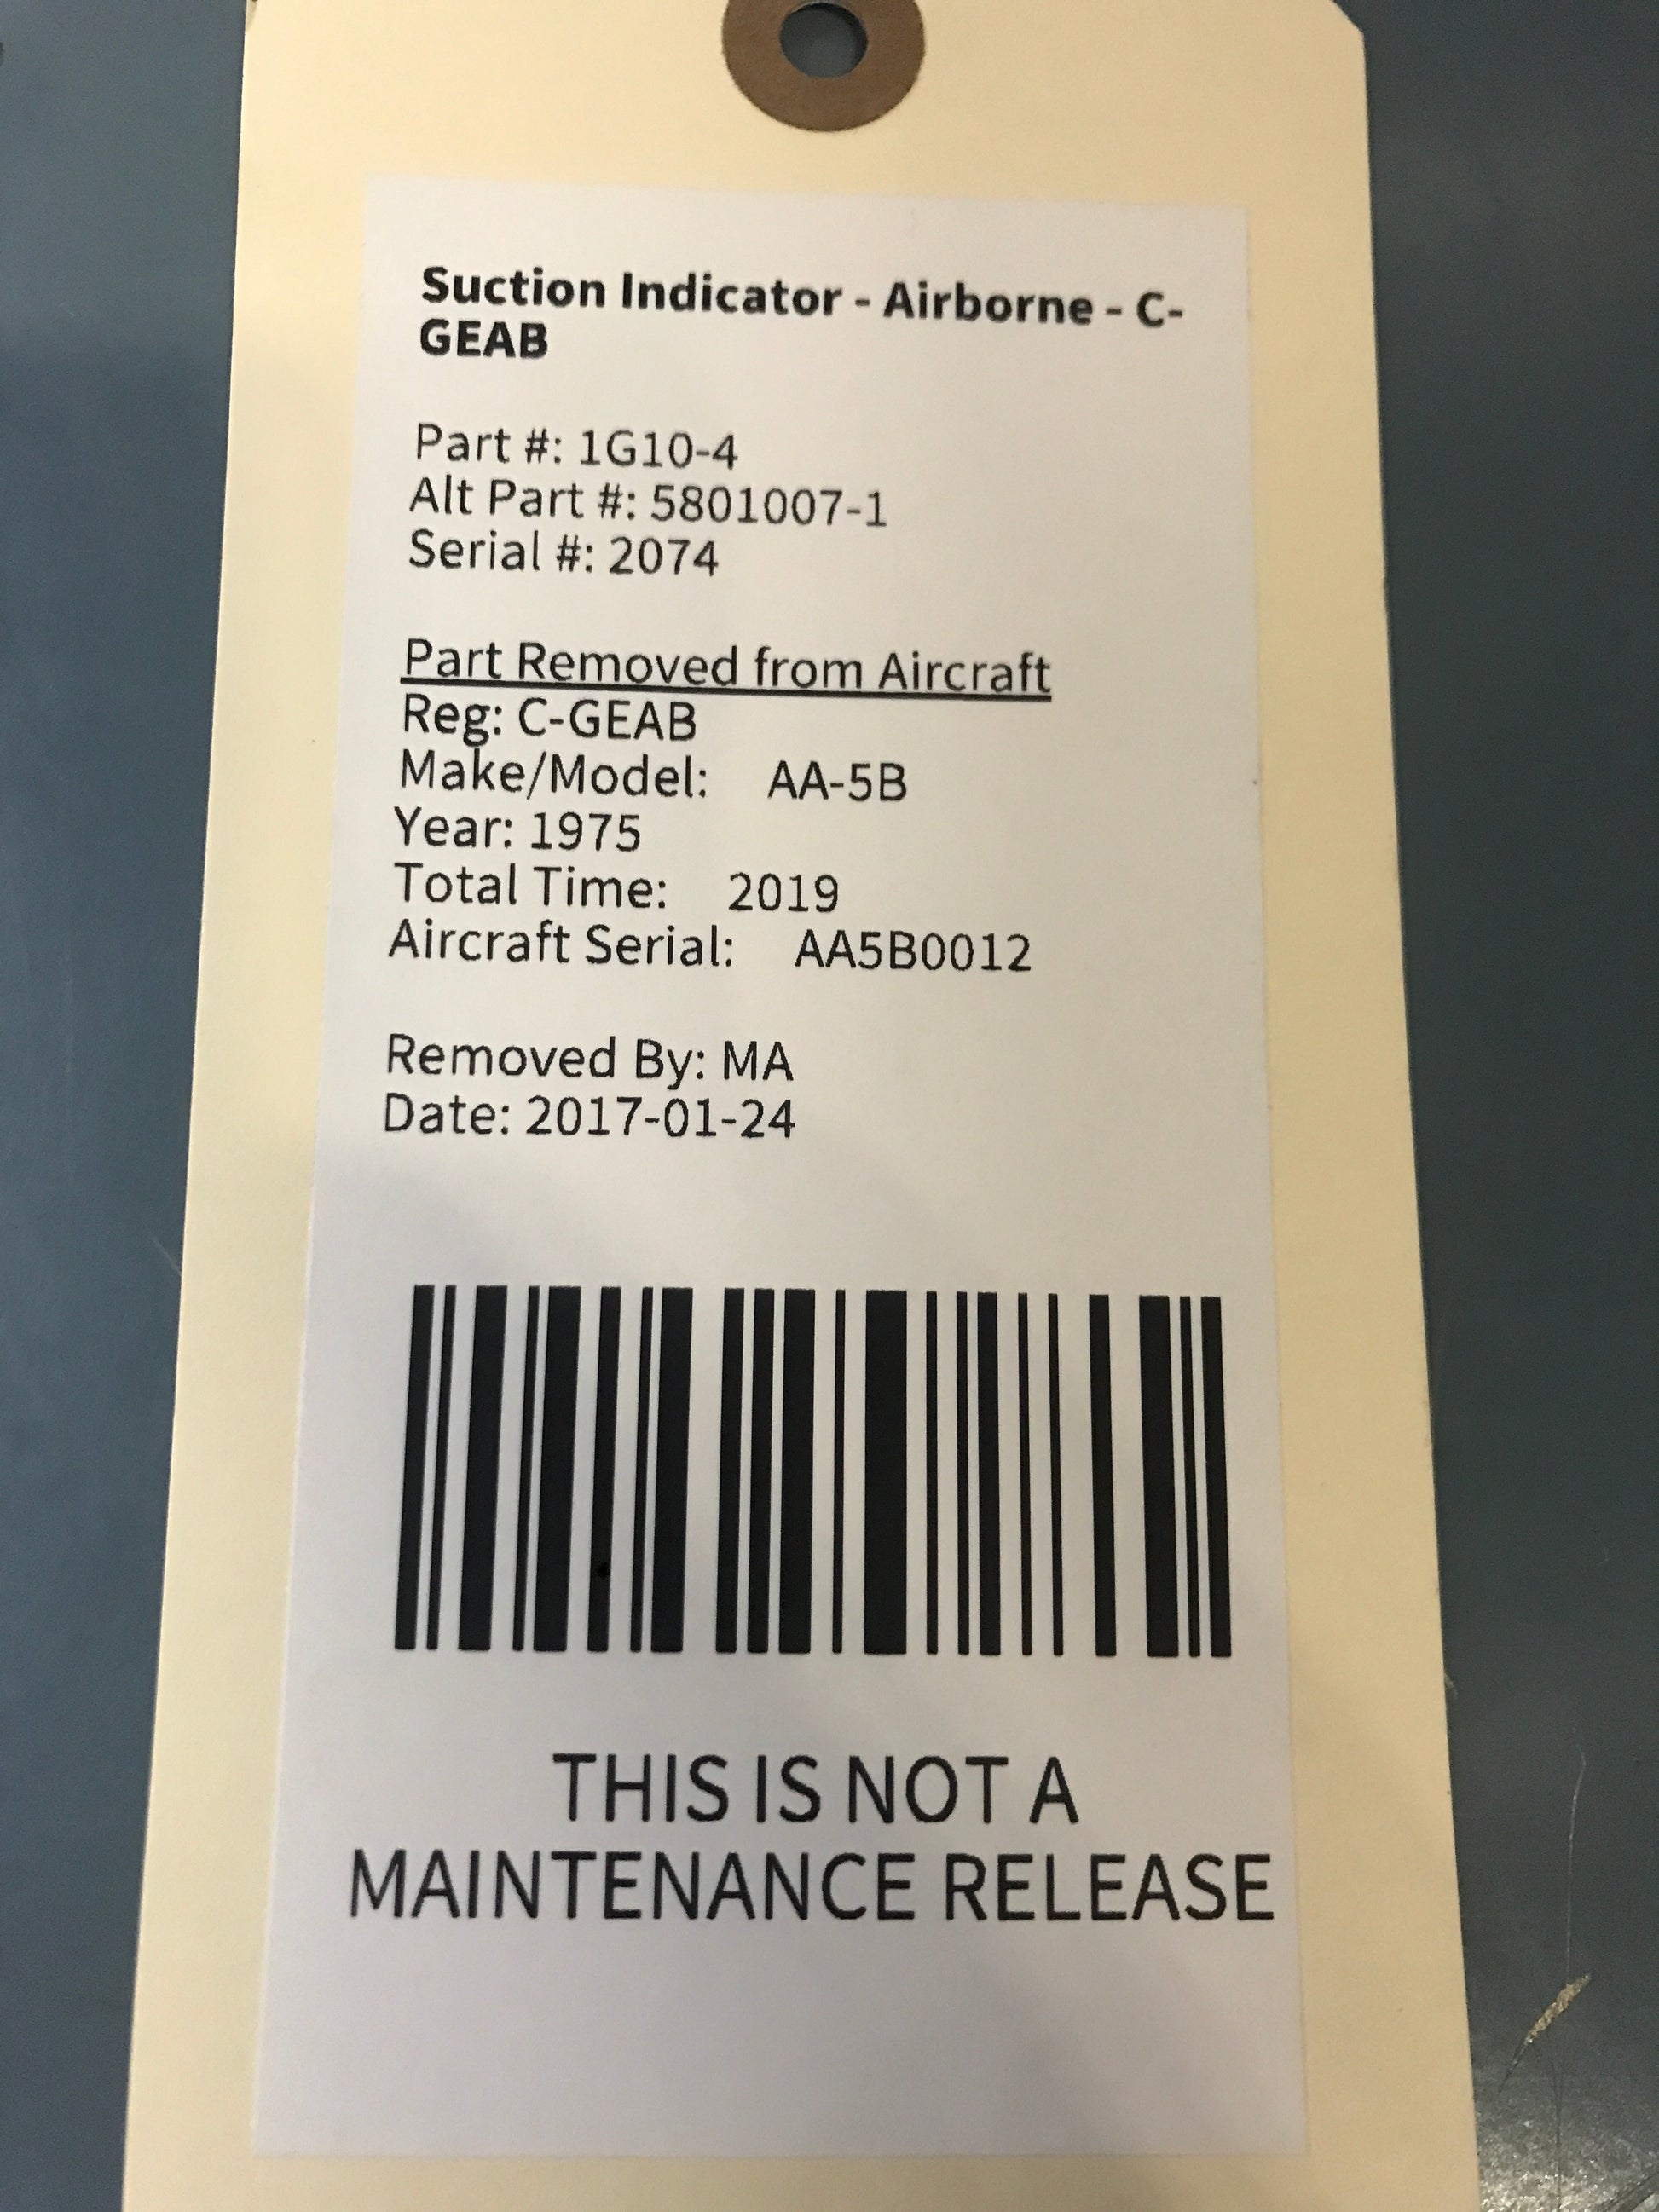 Suction Indicator - Airborne - C-
GEAB
Part #: 1G10-4
Alt Part #: 5801007-1
Serial #: 2074
Part Removed from Aircraft
Reg: C-GEAB
Make/Model: AA-5B
Year: 1975
Total Time: 2019
Aircraft Serial: AA5B0012
Removed By: MA
Date: 2017-01-24
THIS IS NOT A
MAINTENANCE RELEASE